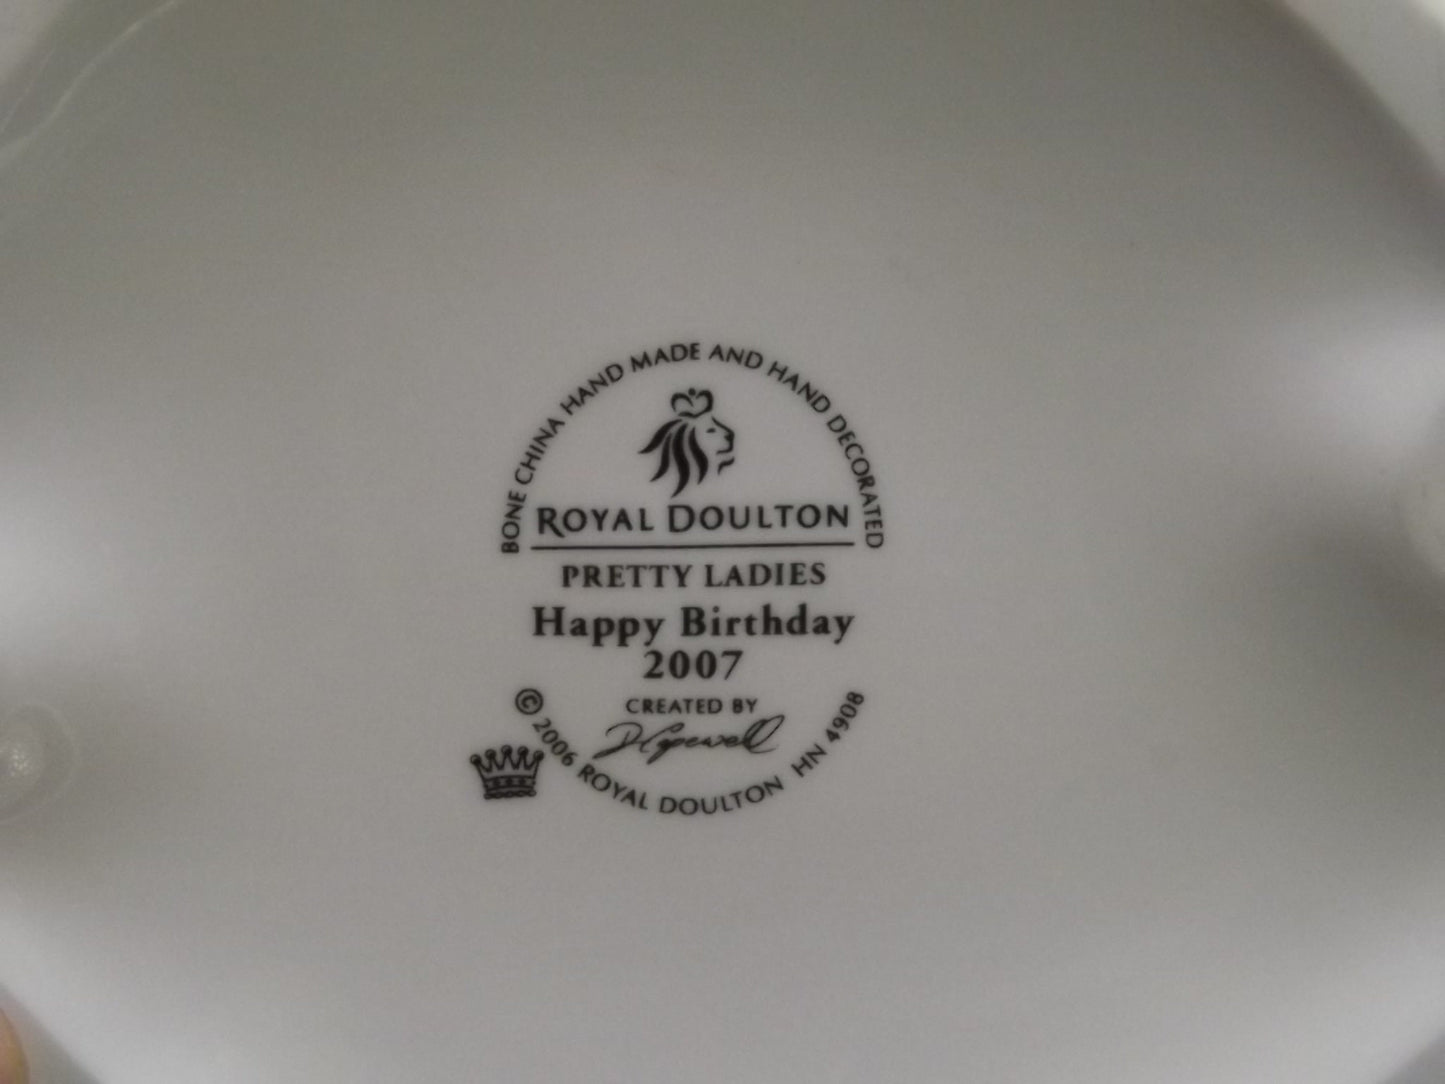 BONE CHINA HAND MADE AND HAND DECORATED
ROYAL DOULTON
PRETTY LADIES
Happy Birthday
2007
CREATED BY
D Capewell
© 2006 ROYAL DOULTON HN 4908